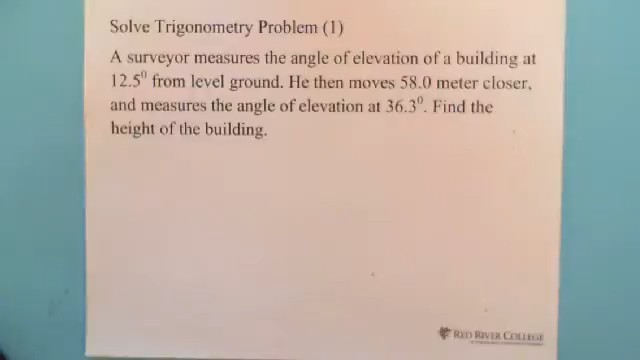 Solve Trigonometry Problem (1)
A surveyor measures the angle of elevation of a building at
12.5⁰ from level ground. He then moves 58.0 meter closer,
and measures the angle of elevation at 36.3⁰. Find the
height of the building.
RED RIVER COLLEGE